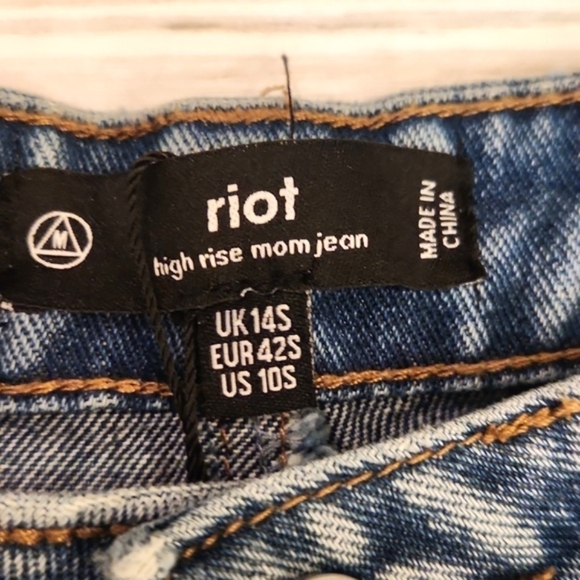 M
riot
high rise mom jean
MADE IN
CHINA
UK 14S
EUR 42S
US 10S